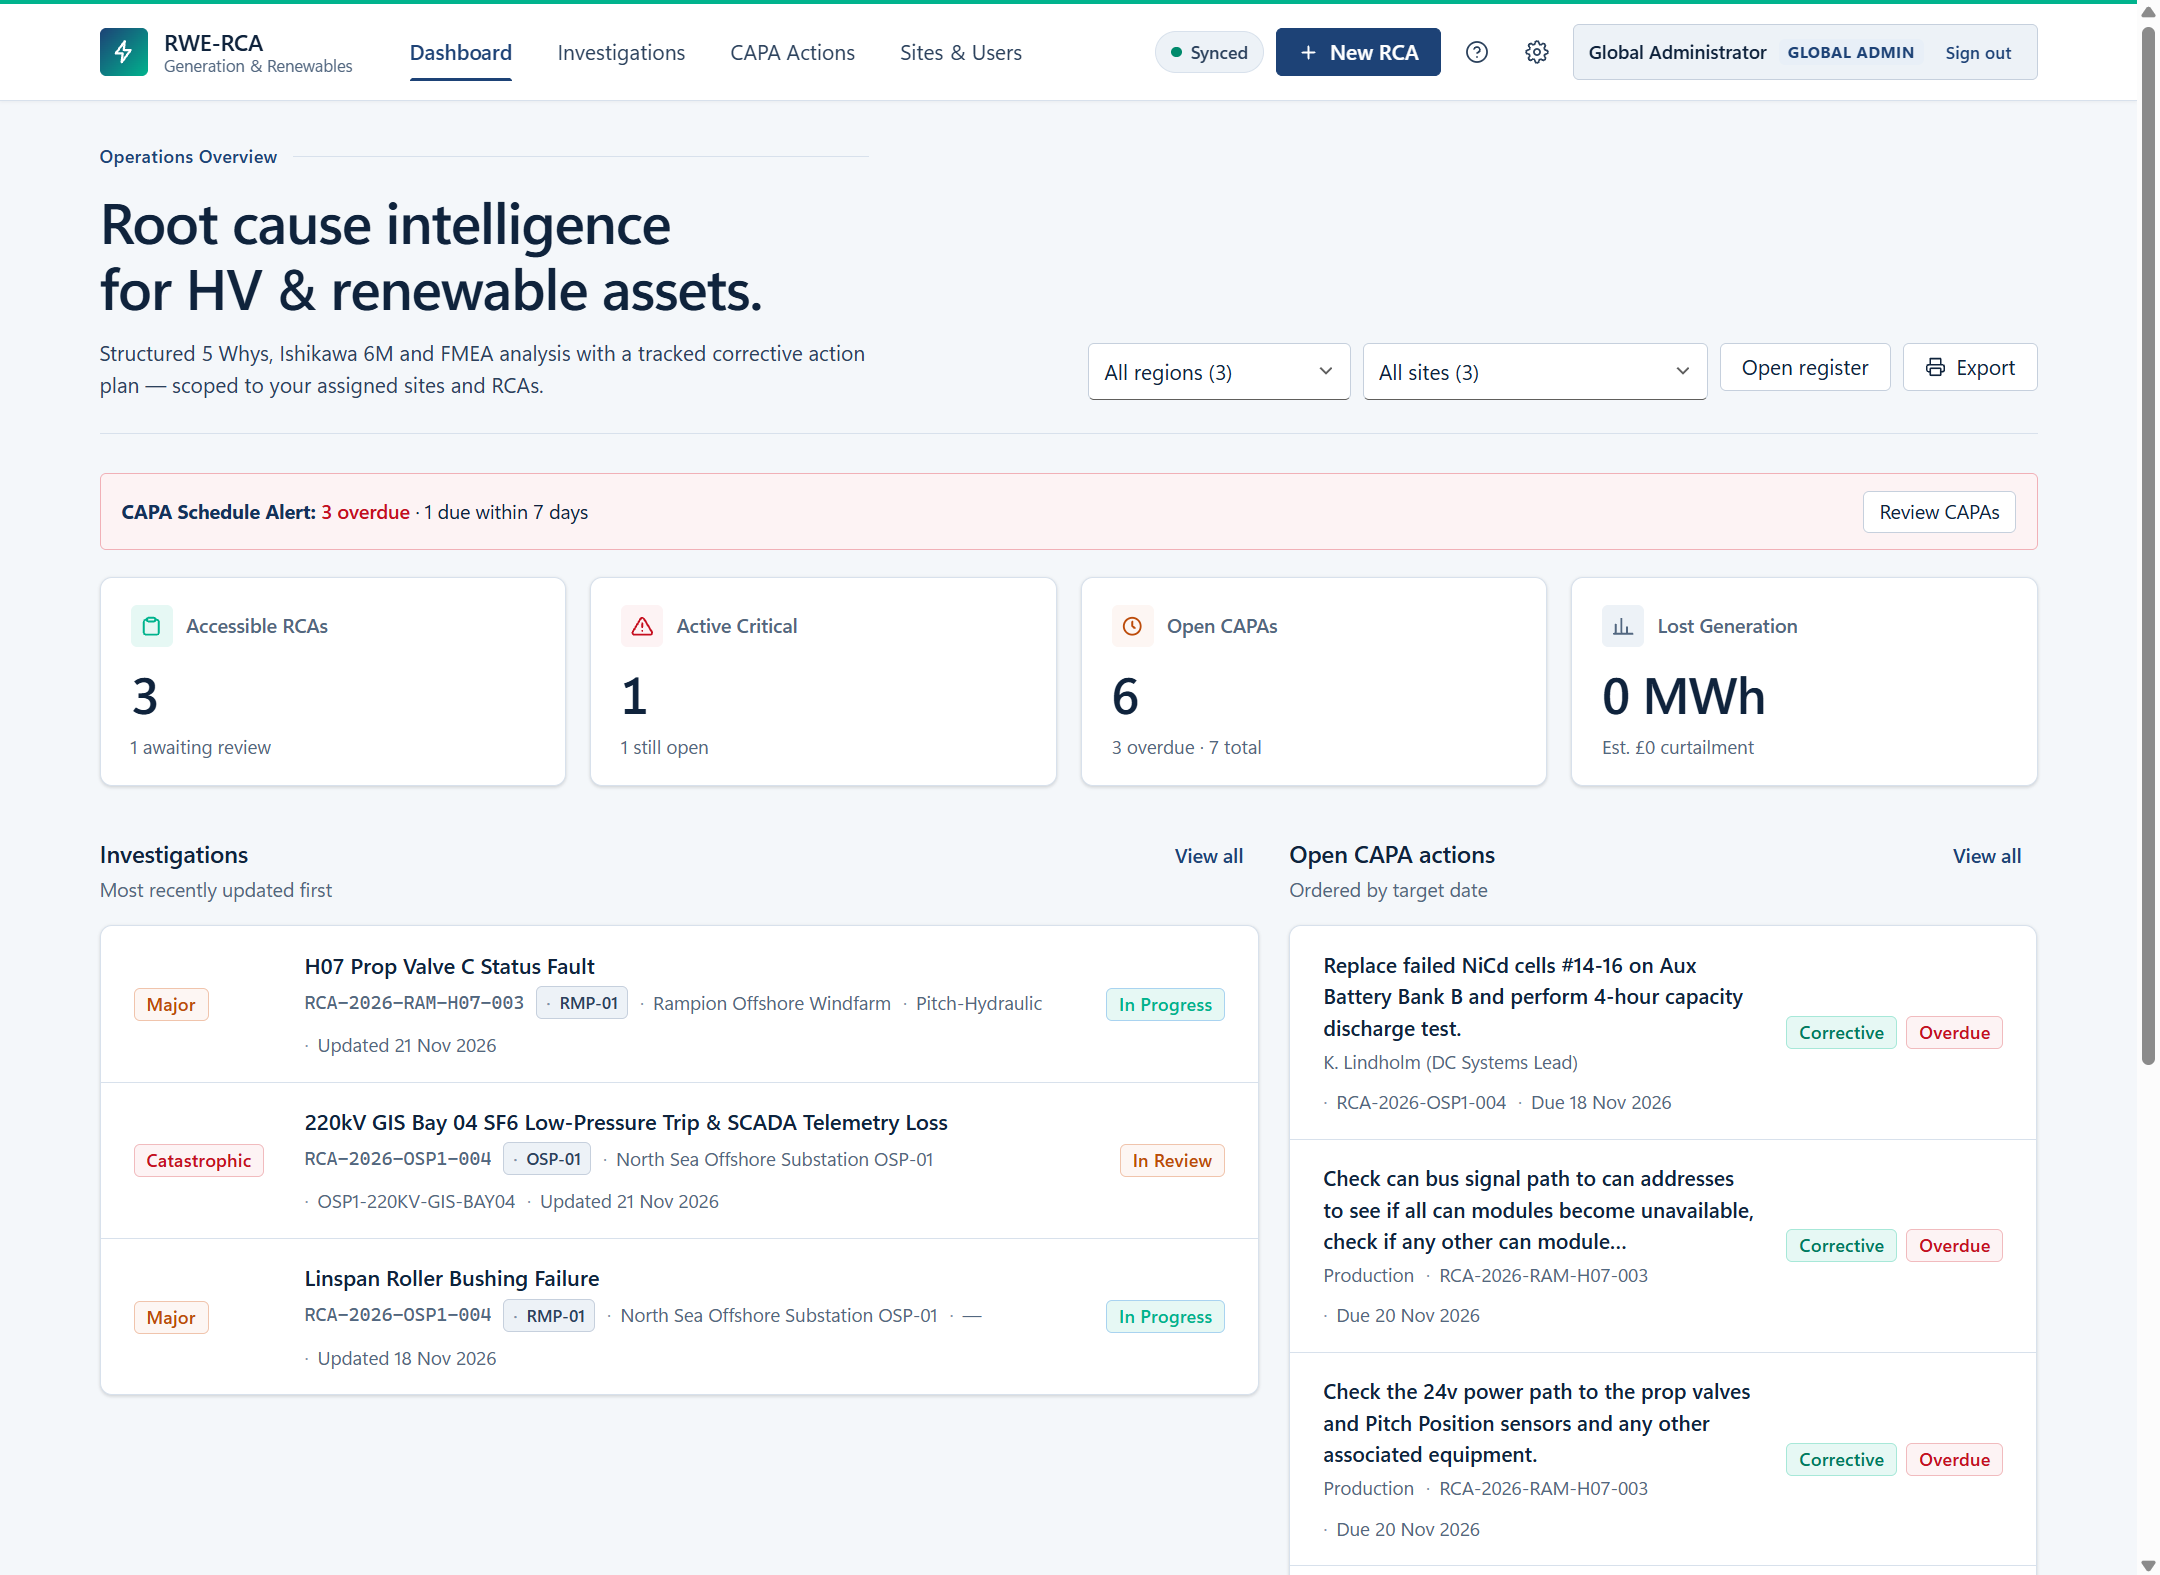 RWE-RCA
Generation & Renewables
Dashboard
Investigations
CAPA Actions
Sites & Users
Synced
+ New RCA
Global Administrator GLOBAL ADMIN Sign out
Operations Overview
Root cause intelligence
for HV & renewable assets.
Structured 5 Whys, Ishikawa 6M and FMEA analysis with a tracked corrective action
plan — scoped to your assigned sites and RCAs.
All regions (3)
All sites (3)
Open register
Export
CAPA Schedule Alert: 3 overdue · 1 due within 7 days
Review CAPAs
Accessible RCAs
3
1 awaiting review
Active Critical
1
1 still open
Open CAPAs
6
3 overdue · 7 total
Lost Generation
0 MWh
Est. £0 curtailment
Investigations
View all
Most recently updated first
Major
H07 Prop Valve C Status Fault
RCA-2026-RAM-H07-003 · RMP-01 · Rampion Offshore Windfarm · Pitch-Hydraulic
· Updated 21 Nov 2026
In Progress
Catastrophic
220kV GIS Bay 04 SF6 Low-Pressure Trip & SCADA Telemetry Loss
RCA-2026-OSP1-004 · OSP-01 · North Sea Offshore Substation OSP-01
· OSP1-220KV-GIS-BAY04 · Updated 21 Nov 2026
In Review
Major
Linspan Roller Bushing Failure
RCA-2026-OSP1-004 · RMP-01 · North Sea Offshore Substation OSP-01 · —
· Updated 18 Nov 2026
In Progress
Open CAPA actions
View all
Ordered by target date
Replace failed NiCd cells #14-16 on Aux
Battery Bank B and perform 4-hour capacity
discharge test.
K. Lindholm (DC Systems Lead)
· RCA-2026-OSP1-004 · Due 18 Nov 2026
Corrective Overdue
Check can bus signal path to can addresses
to see if all can modules become unavailable,
check if any other can module...
Production · RCA-2026-RAM-H07-003
· Due 20 Nov 2026
Corrective Overdue
Check the 24v power path to the prop valves
and Pitch Position sensors and any other
associated equipment.
Production · RCA-2026-RAM-H07-003
· Due 20 Nov 2026
Corrective Overdue